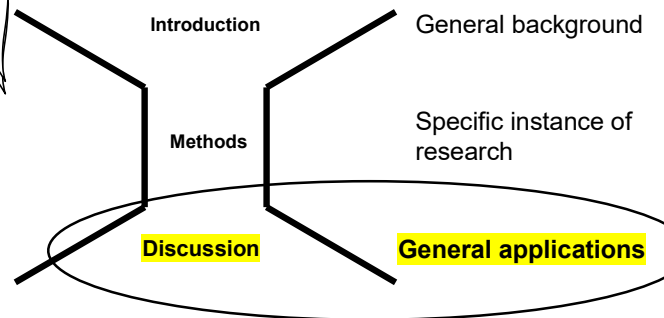 Introduction
General background
Methods
Specific instance of
research
Discussion
General applications